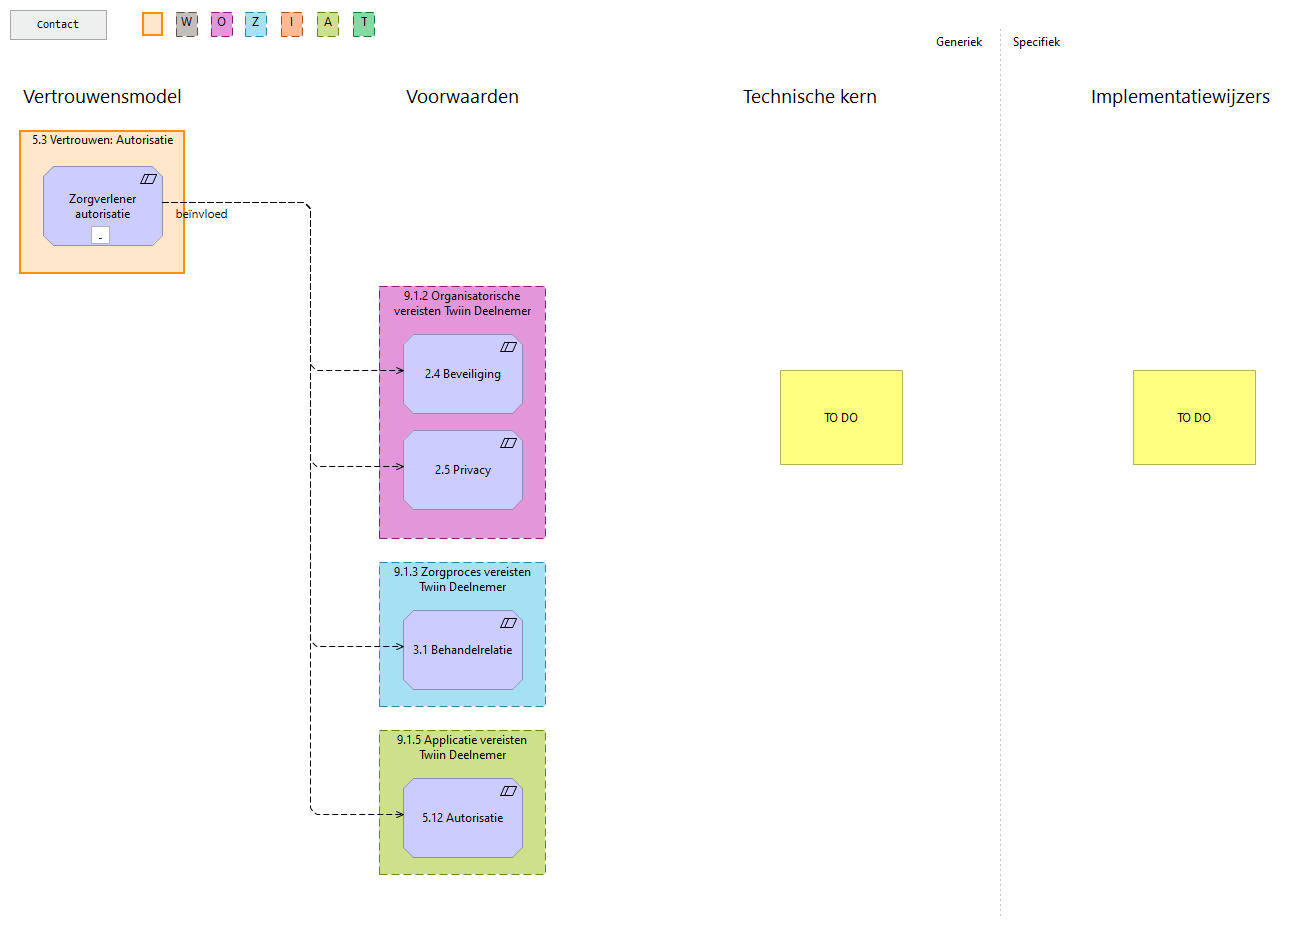 Contact
W O Z I A T
Generiek Specifiek
Vertrouwensmodel Voorwaarden Technische kern Implementatiewijzers
5.3 Vertrouwen: Autorisatie
Zorgverlener
autorisatie
-
beïnvloed
9.1.2 Organisatorische
vereisten Twiin Deelnemer
2.4 Beveiliging
2.5 Privacy
9.1.3 Zorgproces vereisten
Twiin Deelnemer
3.1 Behandelrelatie
9.1.5 Applicatie vereisten
Twiin Deelnemer
5.12 Autorisatie
TO DO
TO DO